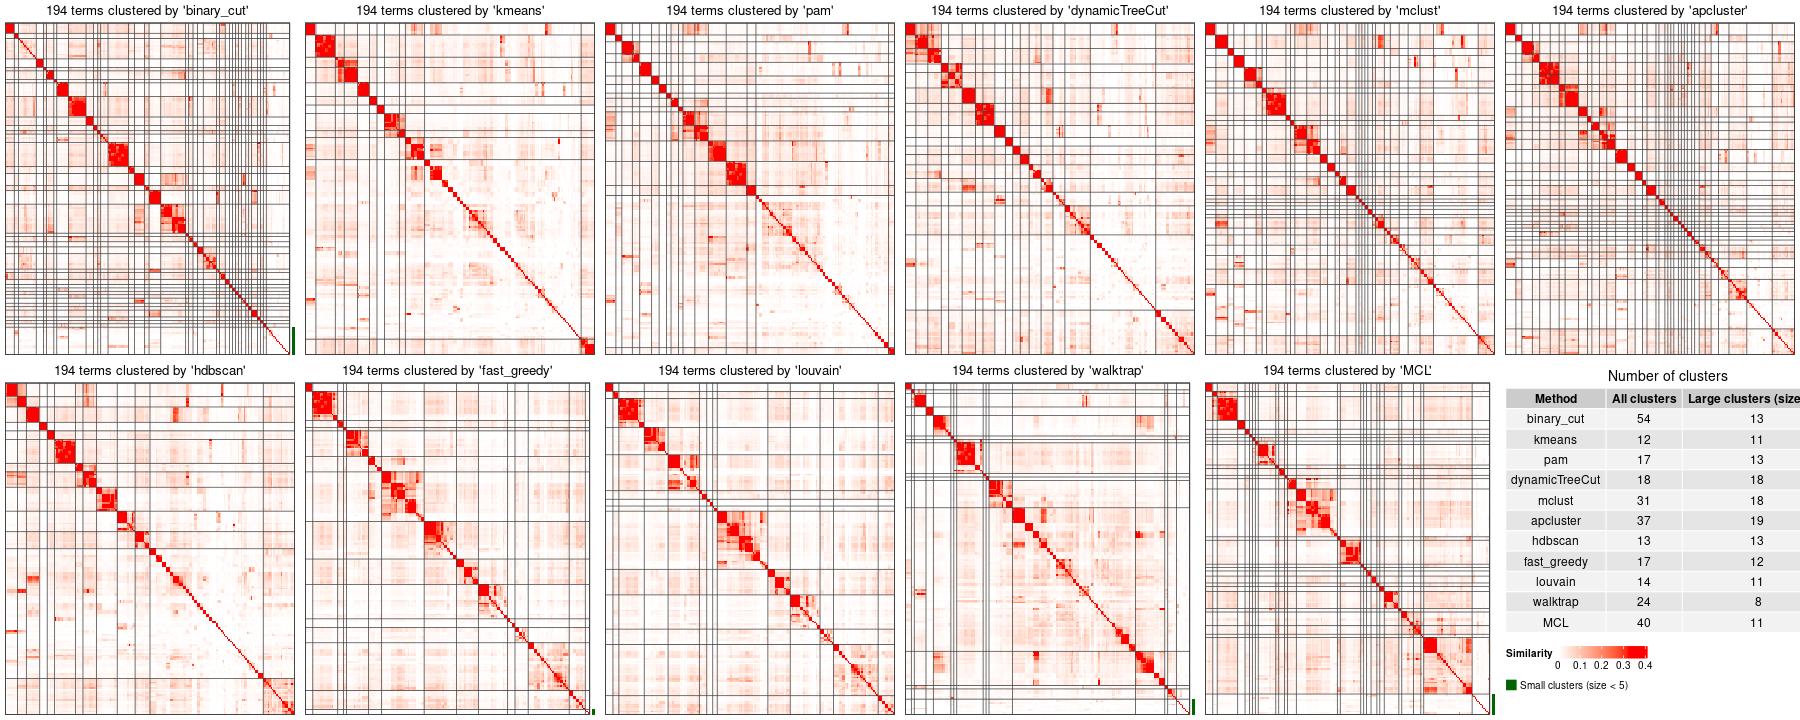 194 terms clustered by 'binary_cut'
194 terms clustered by 'kmeans'
194 terms clustered by 'pam'
194 terms clustered by 'dynamicTreeCut'
194 terms clustered by 'mclust'
194 terms clustered by 'apcluster'
194 terms clustered by 'hdbscan'
194 terms clustered by 'fast_greedy'
194 terms clustered by 'louvain'
194 terms clustered by 'walktrap'
194 terms clustered by 'MCL'
Number of clusters
Method All clusters Large clusters (size
binary_cut 54 13
kmeans 12 11
pam 17 13
dynamicTreeCut 18 18
mclust 31 18
apcluster 37 19
hdbscan 13 13
fast_greedy 17 12
louvain 14 11
walktrap 24 8
MCL 40 11
Similarity
0 0.1 0.2 0.3 0.4
Small clusters (size < 5)